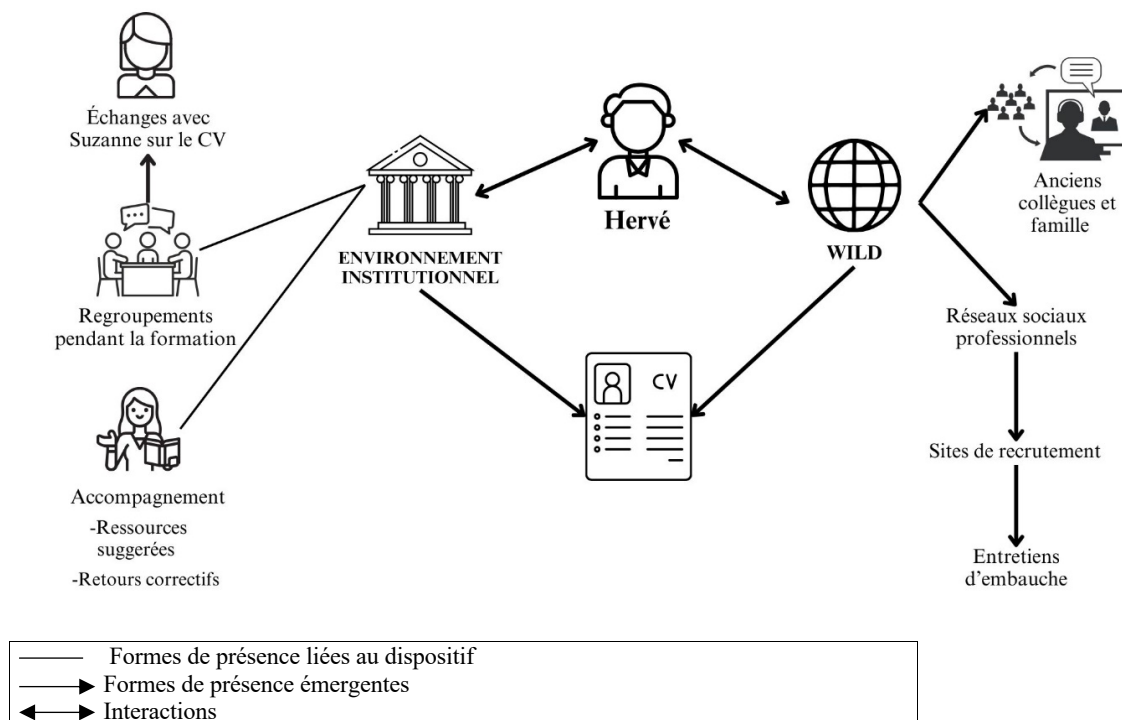 Échanges avec
Suzanne sur le CV
Regroupements
pendant la formation
Accompagnement
-Ressources
suggerées
-Retours correctifs
ENVIRONNEMENT
INSTITUTIONNEL
Hervé
CV
WILD
Anciens
collègues et
famille
Réseaux sociaux
professionnels
Sites de recrutement
Entretiens
d'embauche
Formes de présence liées au dispositif
Formes de présence émergentes
Interactions